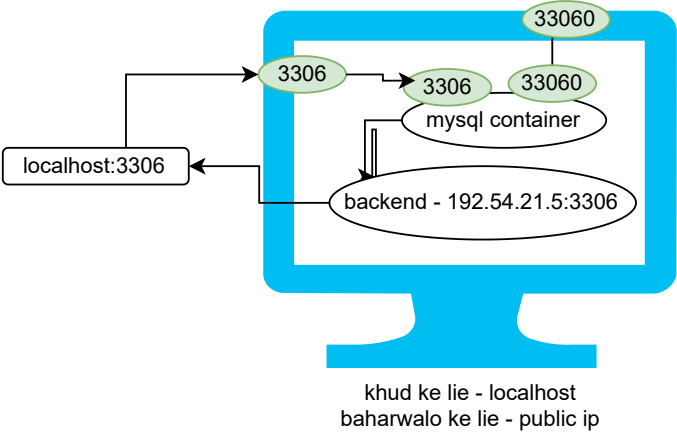 33060
3306
3306
33060
mysql container
localhost:3306
backend - 192.54.21.5:3306
khud ke lie - localhost
baharwalo ke lie - public ip